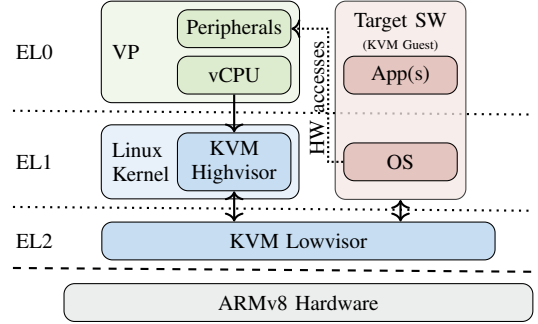 EL0
VP
Peripherals
vCPU
HW accesses
Target SW
(KVM Guest)
App(s)
EL1
Linux
Kernel
KVM
Highvisor
OS
EL2
KVM Lowvisor
ARMv8 Hardware